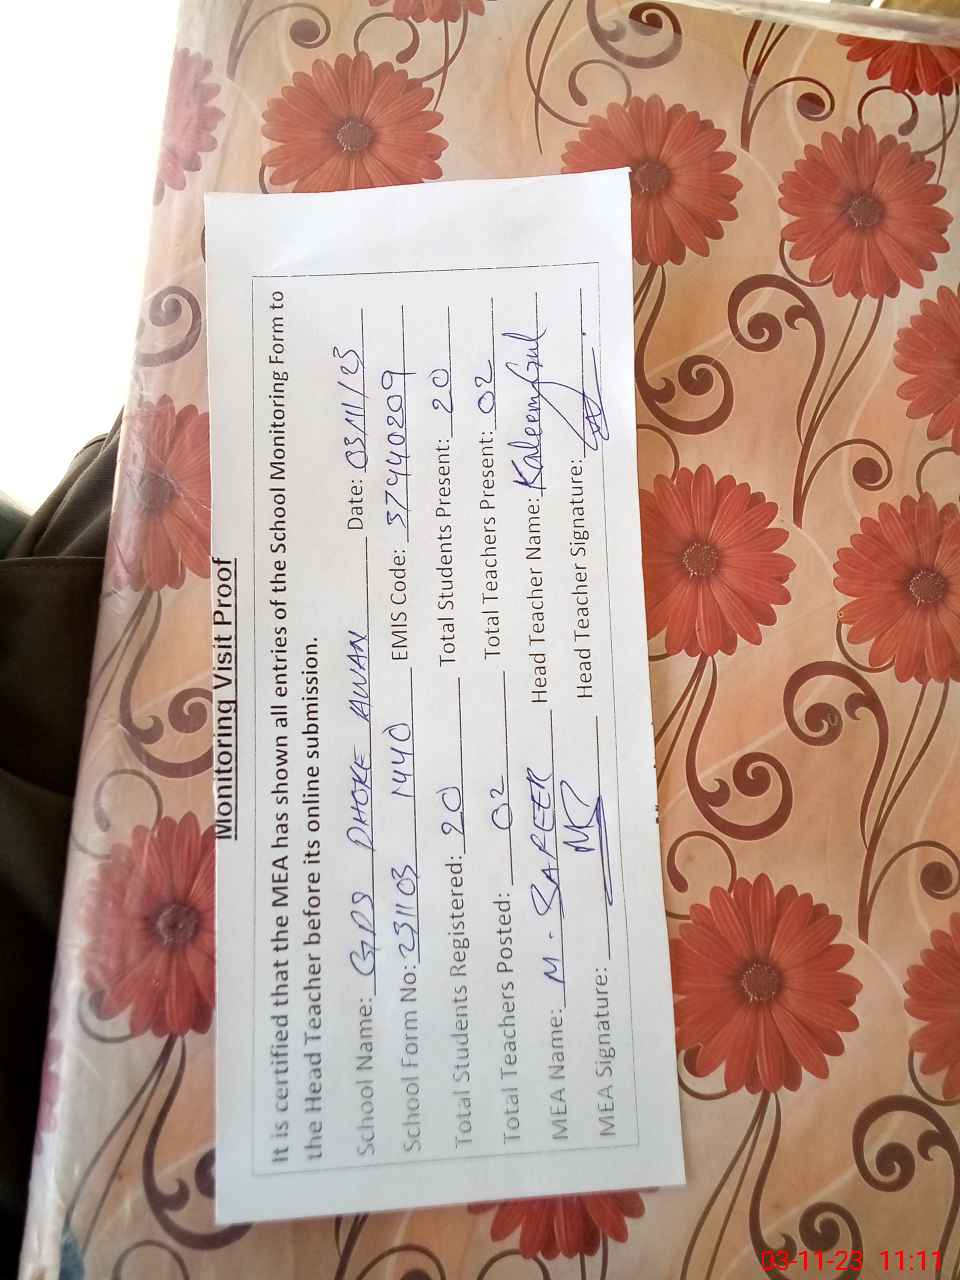 Monitoring Visit Proof
It is certified that the MEA has shown all entries of the School Monitoring Form to
the Head Teacher before its online submission.
School Name: GPS DHOKE AWAN Date: 03/11/23
School Form No: 231103 1440 EMIS Code: 37440209
Total Students Registered: 20 Total Students Present: 20
Total Teachers Posted: 02 Total Teachers Present: 02
MEA Name: M. SAFEER Head Teacher Name: Kaleem Gul
MEA Signature: Head Teacher Signature:
03-11-23 11:11